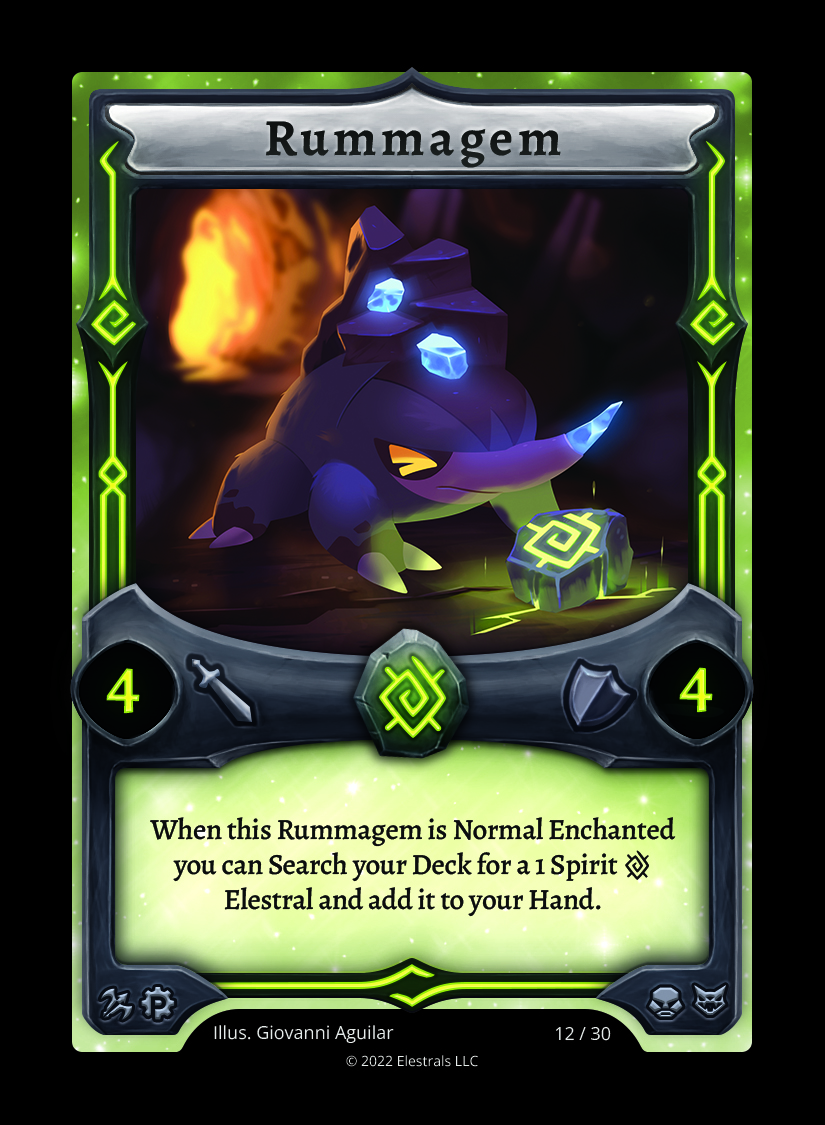 Rummagem
4
4
When this Rummagem is Normal Enchanted
you can Search your Deck for a 1 Spirit
Elestral and add it to your Hand.
P
Illus. Giovanni Aguilar
12 / 30
© 2022 Elestrals LLC